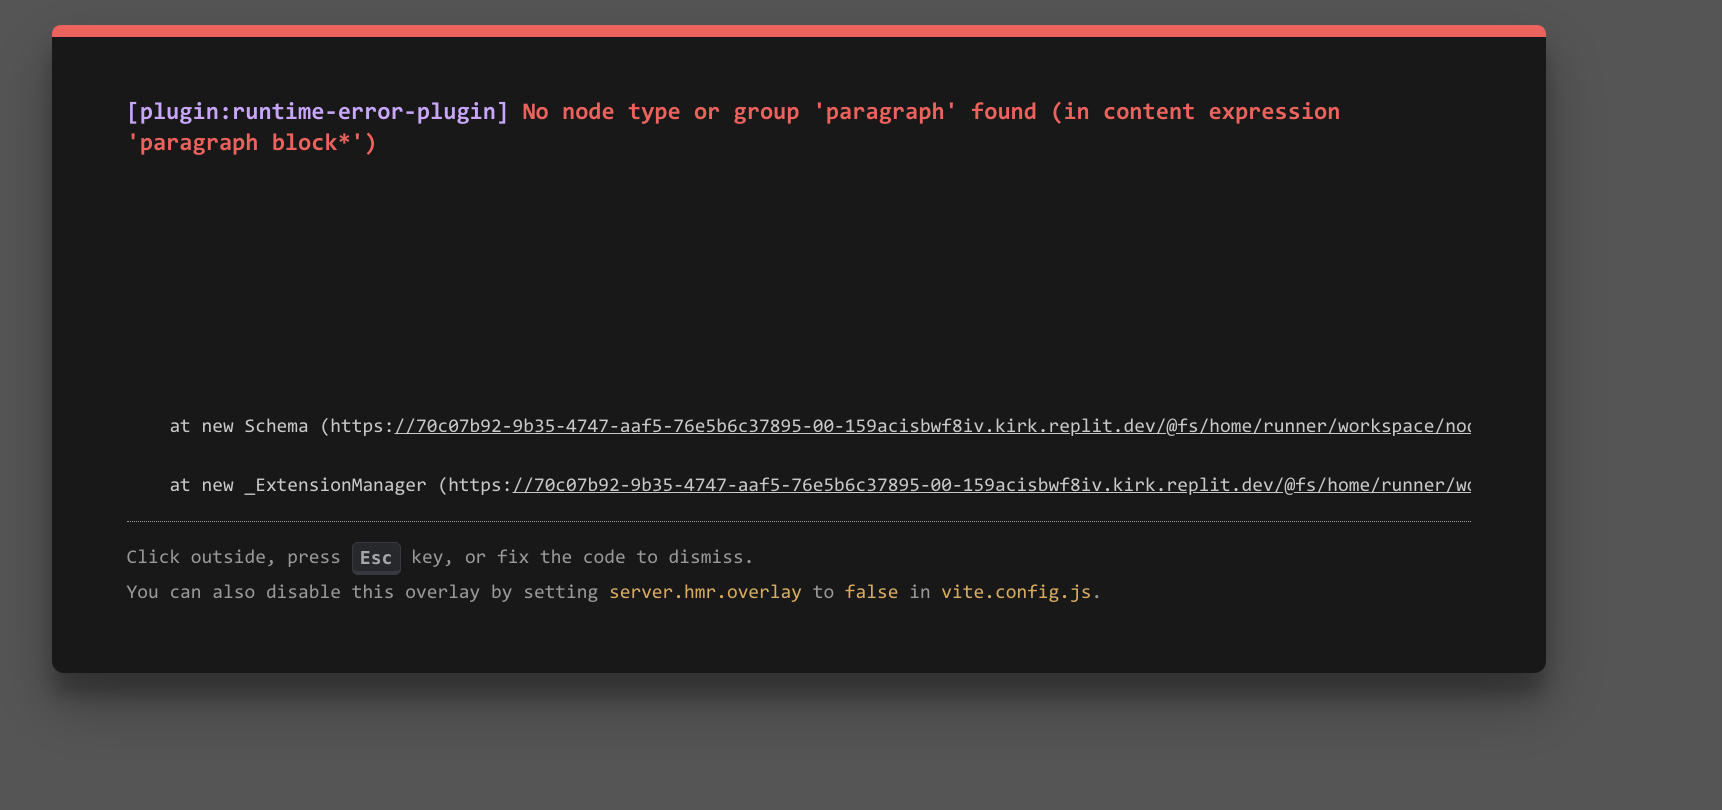 [plugin:runtime-error-plugin] No node type or group 'paragraph' found (in content expression
'paragraph block*')
at new Schema (https://70c07b92-9b35-4747-aaf5-76e5b6c37895-00-159acisbwf8iv.kirk.replit.dev/@fs/home/runner/workspace/noc
at new _ExtensionManager (https://70c07b92-9b35-4747-aaf5-76e5b6c37895-00-159acisbwf8iv.kirk.replit.dev/@fs/home/runner/wo
Click outside, press Esc key, or fix the code to dismiss.
You can also disable this overlay by setting server.hmr.overlay to false in vite.config.js.